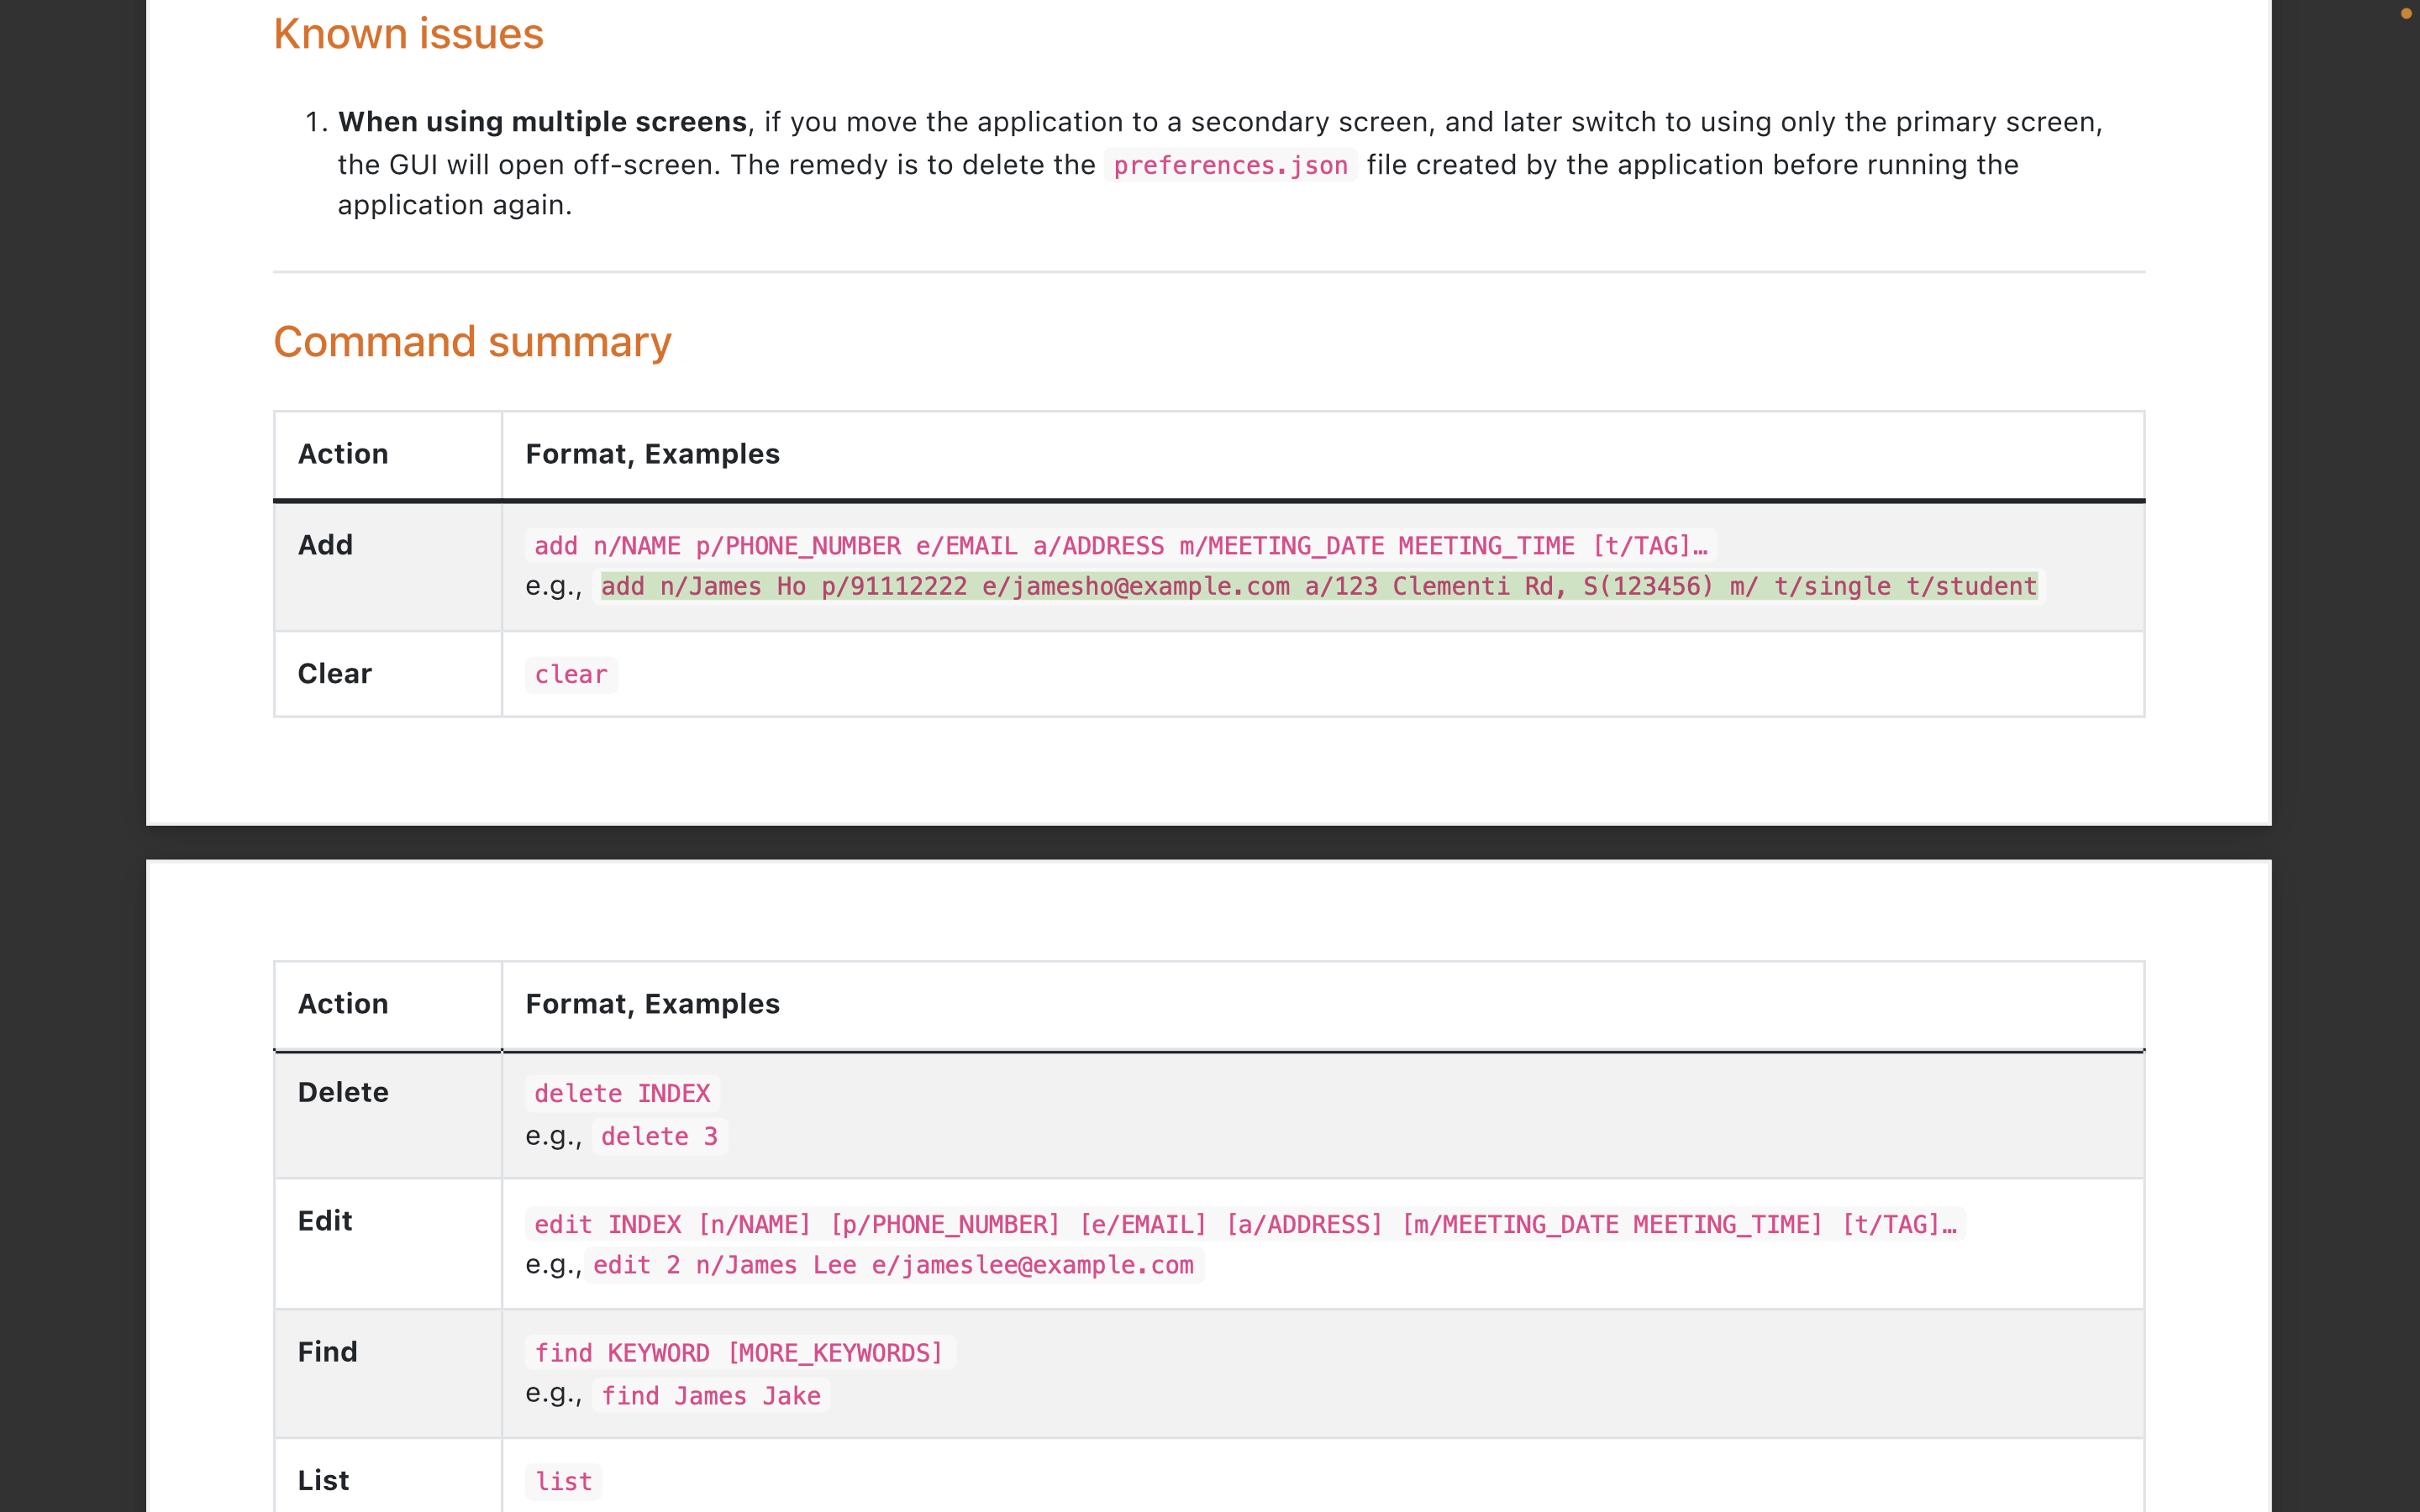 Known issues
1. When using multiple screens, if you move the application to a secondary screen, and later switch to using only the primary screen,
the GUI will open off-screen. The remedy is to delete the preferences.json file created by the application before running the
application again.
Command summary
Action Format, Examples
Add add n/NAME p/PHONE_NUMBER e/EMAIL a/ADDRESS m/MEETING_DATE MEETING_TIME [t/TAG]…
e.g., add n/James Ho p/91112222 e/jamesho@example.com a/123 Clementi Rd, S(123456) m/ t/single t/student
Clear clear
Action Format, Examples
Delete delete INDEX
e.g., delete 3
Edit edit INDEX [n/NAME] [p/PHONE_NUMBER] [e/EMAIL] [a/ADDRESS] [m/MEETING_DATE MEETING_TIME] [t/TAG]…
e.g., edit 2 n/James Lee e/jameslee@example.com
Find find KEYWORD [MORE_KEYWORDS]
e.g., find James Jake
List list